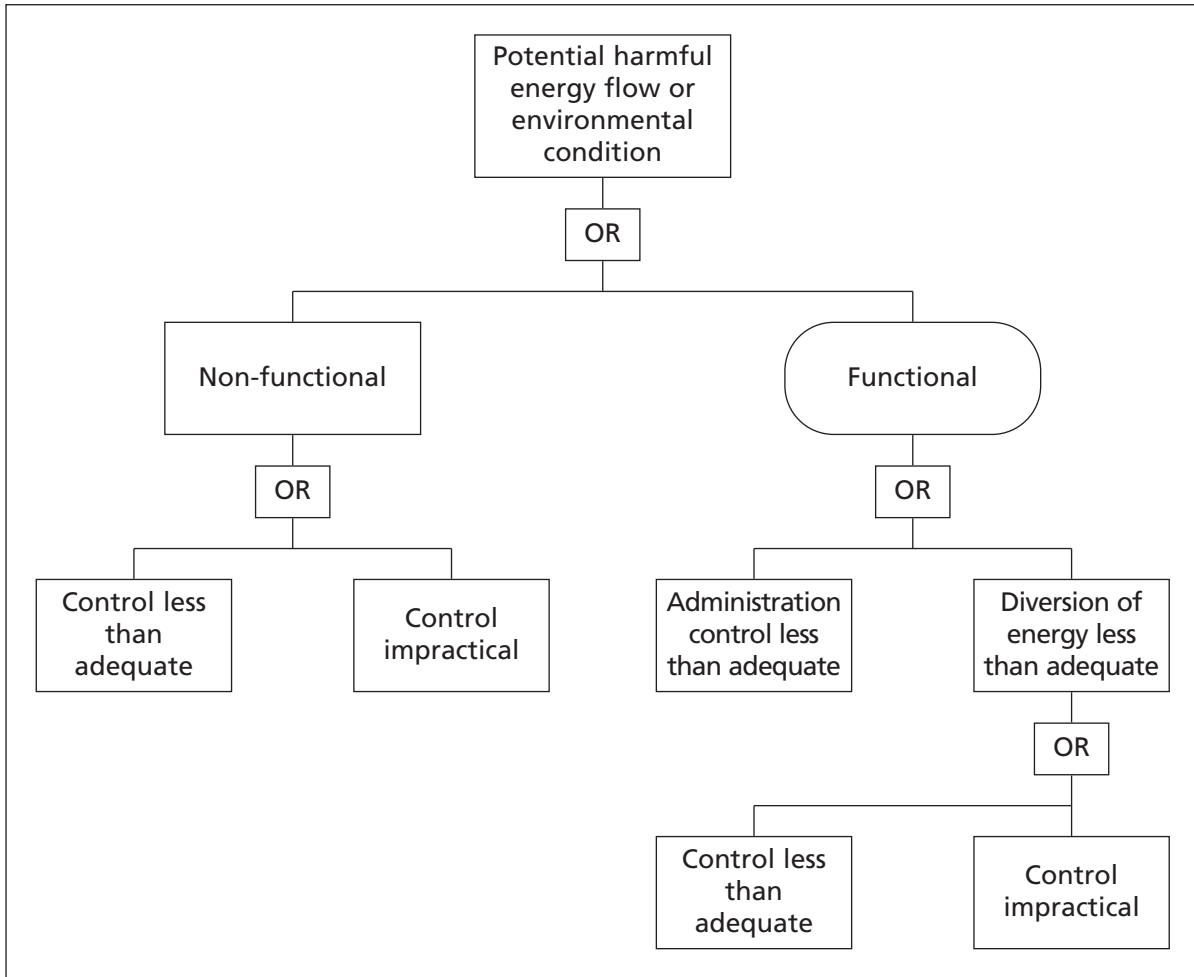 Potential harmful
energy flow or
environmental
condition
OR
Non-functional
Functional
OR
OR
Control less
than
adequate
Control
impractical
Administration
control less
than adequate
Diversion of
energy less
than adequate
OR
Control less
than
adequate
Control
impractical